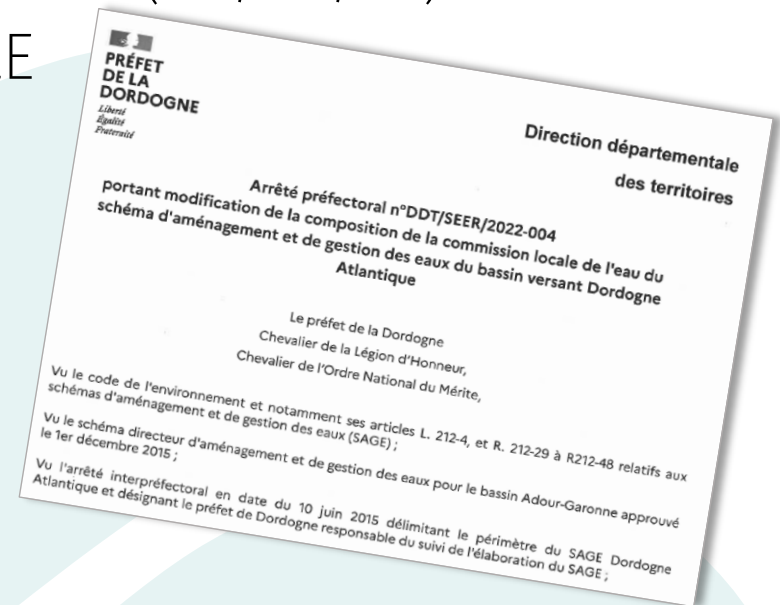 LE
PRÉFET
DE LA
DORDOGNE
Liberté
Égalité
Fraternité
Direction départementale
des territoires
Arrêté préfectoral n°DDT/SEER/2022-004
portant modification de la composition de la commission locale de l'eau du
schéma d'aménagement et de gestion des eaux du bassin versant Dordogne
Atlantique
Le préfet de la Dordogne
Chevalier de la Légion d'Honneur,
Chevalier de l'Ordre National du Mérite,
Vu le code de l'environnement et notamment ses articles L. 212-4, et R. 212-29 à R212-48 relatifs aux
schémas d'aménagement et de gestion des eaux (SAGE) ;
Vu le schéma directeur d'aménagement et de gestion des eaux pour le bassin Adour-Garonne approuvé
le 1er décembre 2015 ;
Vu l'arrêté interpréfectoral en date du 10 juin 2015 délimitant le périmètre du SAGE Dordogne
Atlantique et désignant le préfet de Dordogne responsable du suivi de l'élaboration du SAGE ;